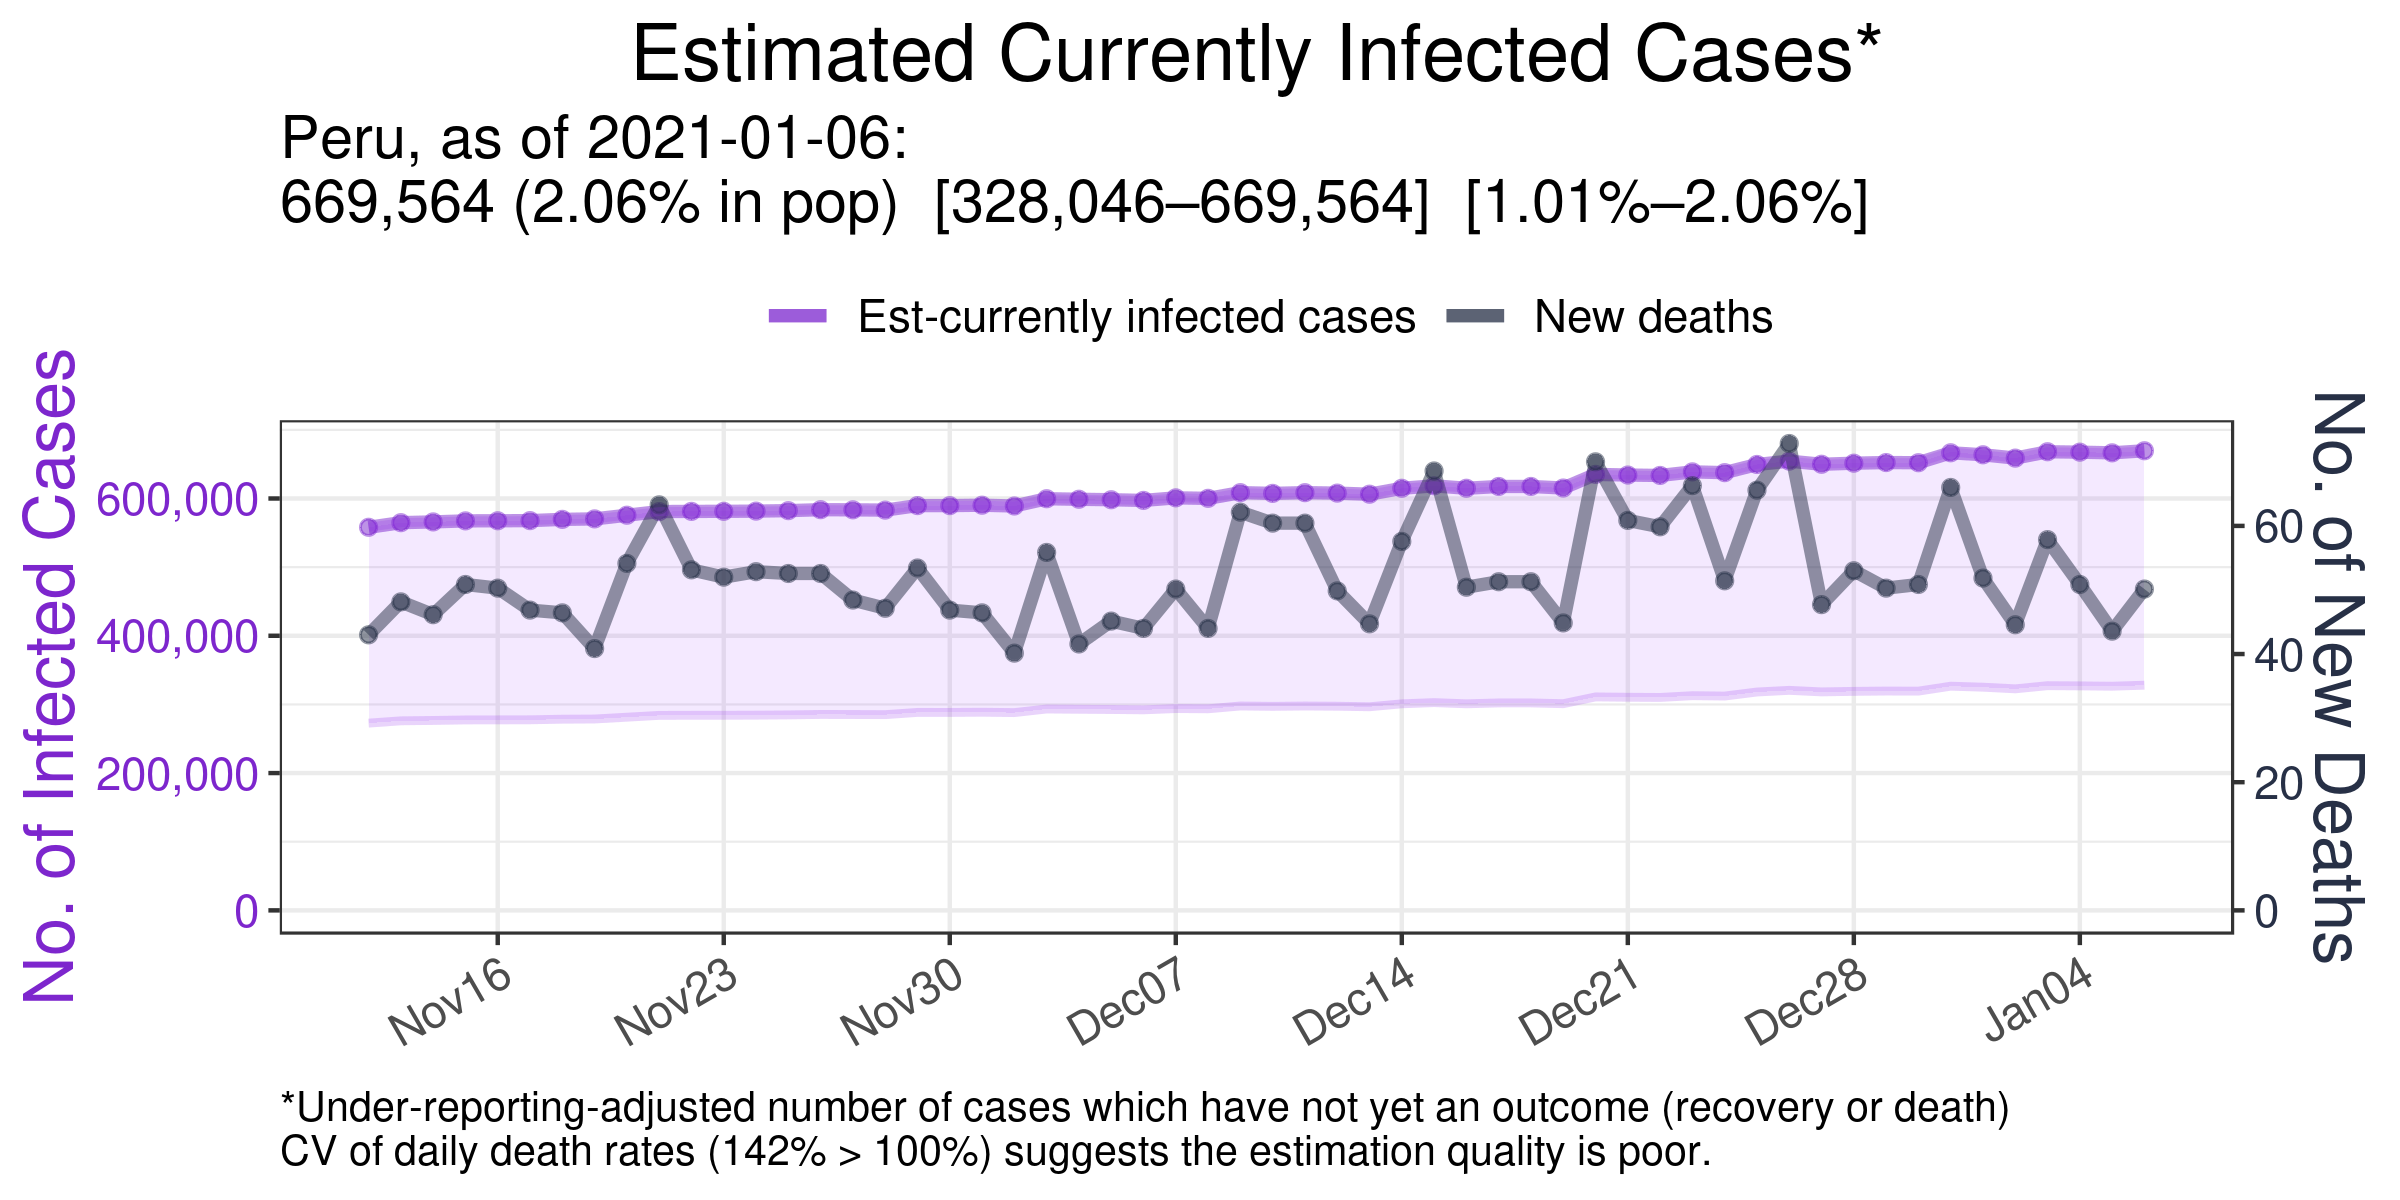 Estimated Currently Infected Cases*
Peru, as of 2021-01-06:
669,564 (2.06% in pop)  [328,046–669,564]  [1.01%–2.06%]
Est-currently infected cases
New deaths
No. of Infected Cases
600,000
400,000
200,000
0
No. of New Deaths
60
40
20
0
Nov16
Nov23
Nov30
Dec07
Dec14
Dec21
Dec28
Jan04
*Under-reporting-adjusted number of cases which have not yet an outcome (recovery or death)
CV of daily death rates (142% > 100%) suggests the estimation quality is poor.